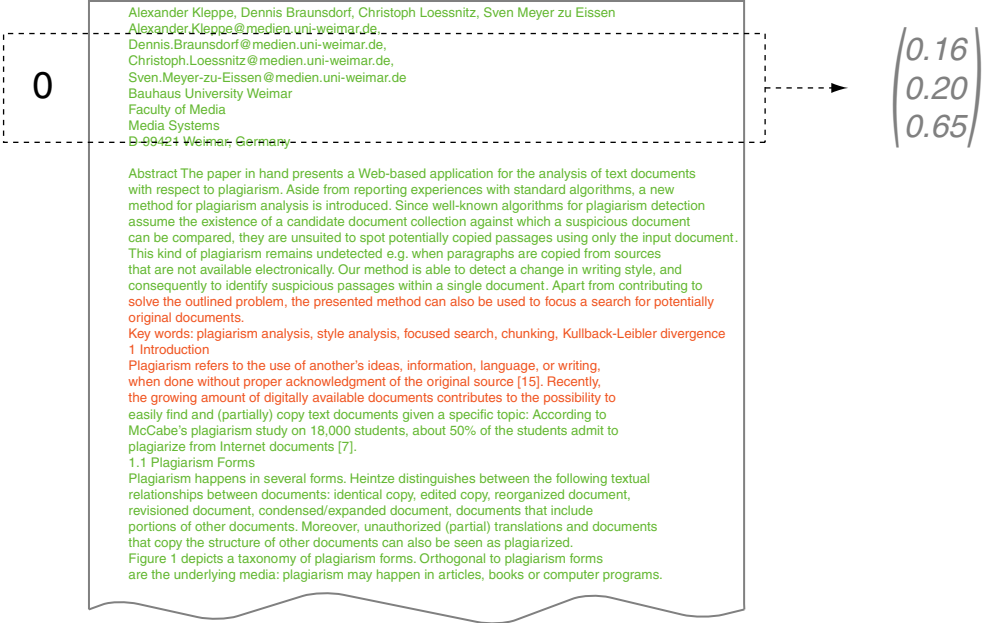 Alexander Kleppe, Dennis Braunsdorf, Christoph Loessnitz, Sven Meyer zu Eissen
Alexander.Kleppe@medien.uni-weimar.de,
Dennis.Braunsdorf@medien.uni-weimar.de,
Christoph.Loessnitz@medien.uni-weimar.de,
Sven.Meyer-zu-Eissen@medien.uni-weimar.de
Bauhaus University Weimar
Faculty of Media
Media Systems
D-99421 Weimar, Germany
0
0.16
0.20
0.65
Abstract The paper in hand presents a Web-based application for the analysis of text documents
with respect to plagiarism. Aside from reporting experiences with standard algorithms, a new
method for plagiarism analysis is introduced. Since well-known algorithms for plagiarism detection
assume the existence of a candidate document collection against which a suspicious document
can be compared, they are unsuited to spot potentially copied passages using only the input document.
This kind of plagiarism remains undetected e.g. when paragraphs are copied from sources
that are not available electronically. Our method is able to detect a change in writing style, and
consequently to identify suspicious passages within a single document. Apart from contributing to
solve the outlined problem, the presented method can also be used to focus a search for potentially
original documents.
Key words: plagiarism analysis, style analysis, focused search, chunking, Kullback-Leibler divergence
1 Introduction
Plagiarism refers to the use of another's ideas, information, language, or writing,
when done without proper acknowledgment of the original source [15]. Recently,
the growing amount of digitally available documents contributes to the possibility to
easily find and (partially) copy text documents given a specific topic: According to
McCabe's plagiarism study on 18,000 students, about 50% of the students admit to
plagiarize from Internet documents [7].
1.1 Plagiarism Forms
Plagiarism happens in several forms. Heintze distinguishes between the following textual
relationships between documents: identical copy, edited copy, reorganized document,
revisioned document, condensed/expanded document, documents that include
portions of other documents. Moreover, unauthorized (partial) translations and documents
that copy the structure of other documents can also be seen as plagiarized.
Figure 1 depicts a taxonomy of plagiarism forms. Orthogonal to plagiarism forms
are the underlying media: plagiarism may happen in articles, books or computer programs.